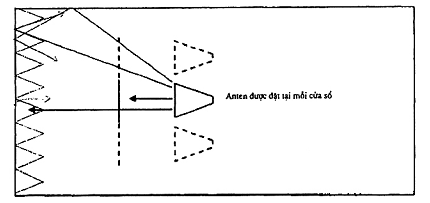 Anten được đặt tại mỗi cửa sổ